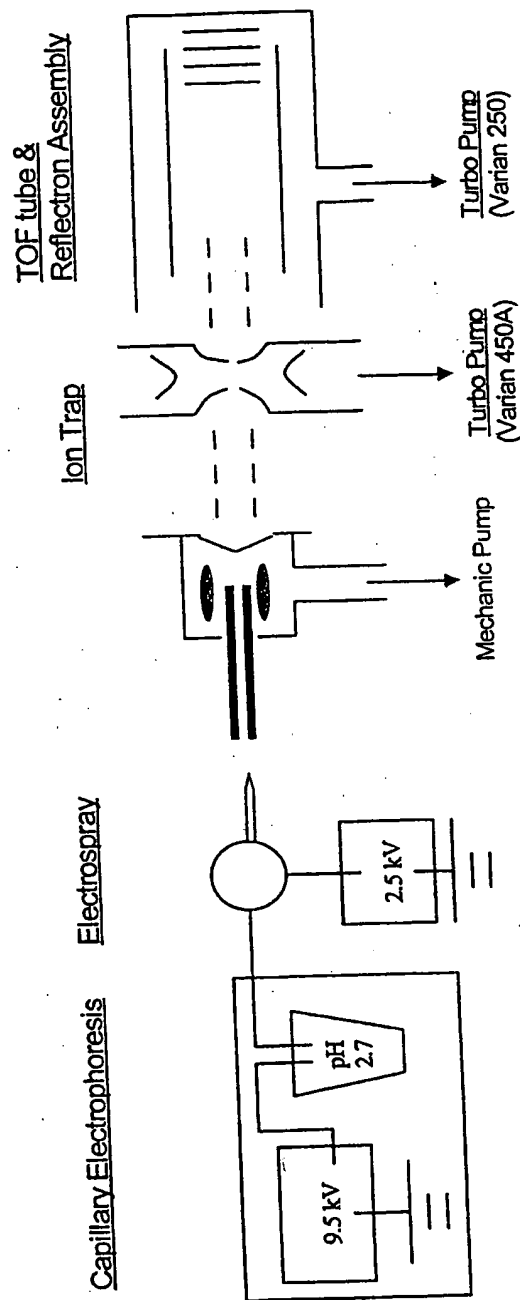 Capillary Electrophoresis
Electrospray
Ion Trap
TOF tube &
Reflectron Assembly
9.5 kV
pH
2.7
2.5 kV
Mechanic Pump
Turbo Pump
(Varian 450A)
Turbo Pump
(Varian 250)